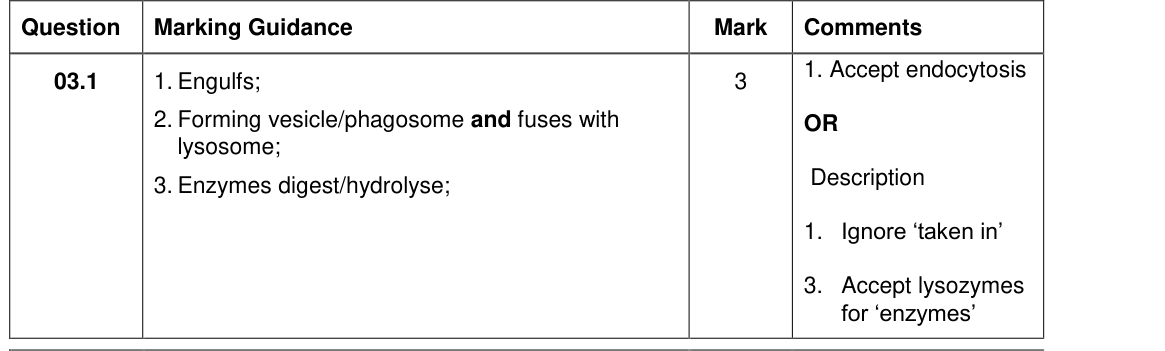 Question Marking Guidance Mark Comments
03.1 1. Engulfs; 3 1. Accept endocytosis
2. Forming vesicle/phagosome and fuses with
lysosome;
3. Enzymes digest/hydrolyse;
OR
Description
1. Ignore ‘taken in’
3. Accept lysozymes
for ‘enzymes’